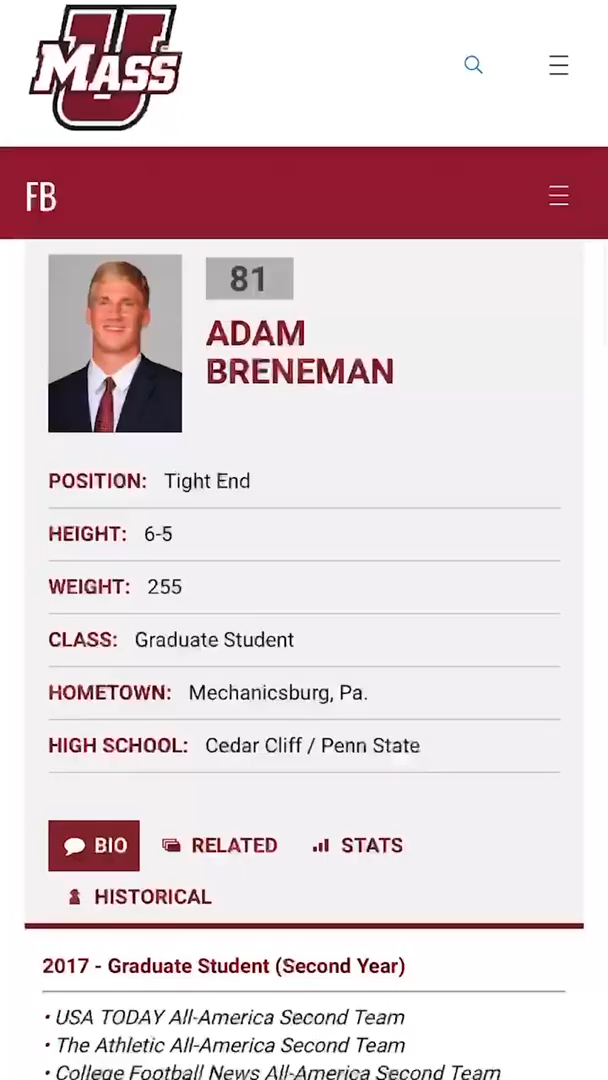 U
MASS
FB
81
ADAM
BRENEMAN
POSITION: Tight End
HEIGHT: 6-5
WEIGHT: 255
CLASS: Graduate Student
HOMETOWN: Mechanicsburg, Pa.
HIGH SCHOOL: Cedar Cliff / Penn State
BIO RELATED STATS
HISTORICAL
2017 - Graduate Student (Second Year)
• USA TODAY All-America Second Team
• The Athletic All-America Second Team
• College Football News All-America Second Team